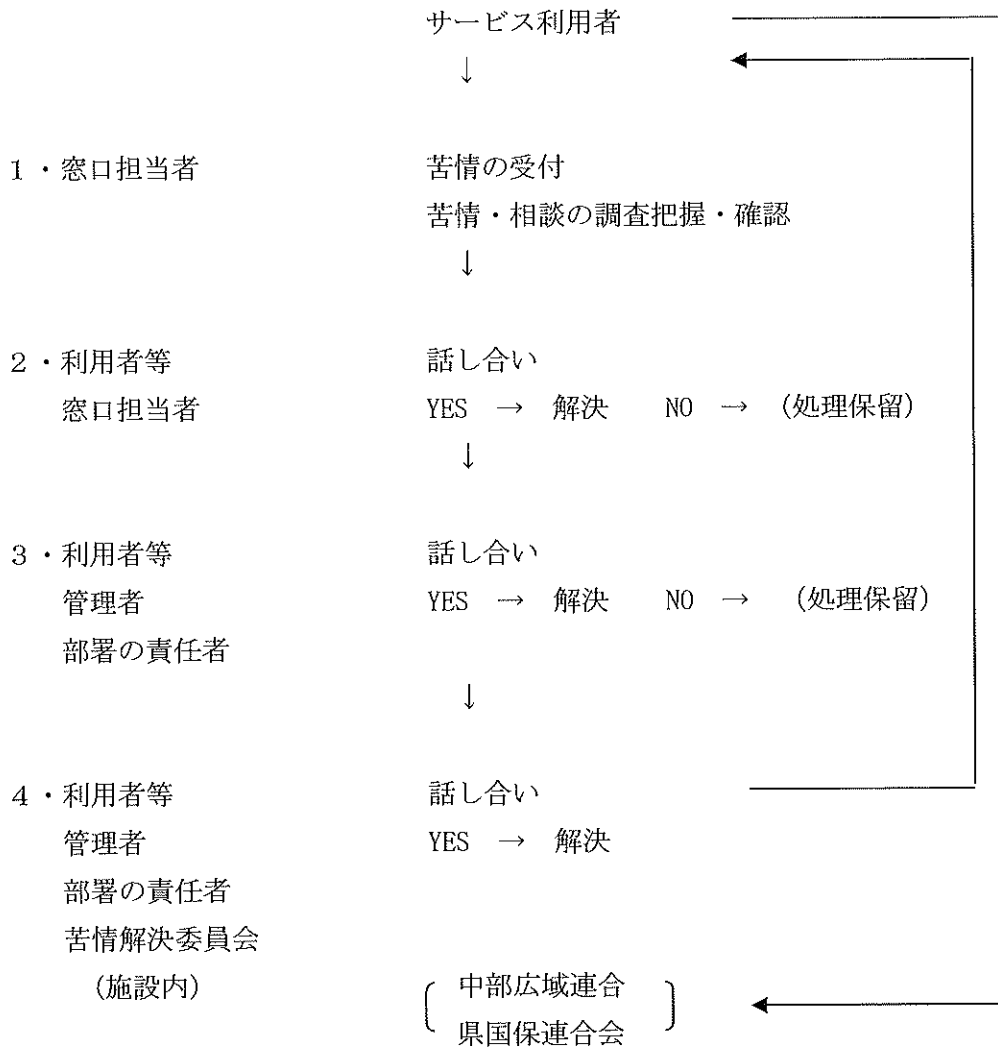 サービス利用者
↓
1・窓口担当者 苦情の受付
苦情・相談の調査把握・確認
↓
2・利用者等 話し合い
窓口担当者 YES → 解決 NO → (処理保留)
↓
3・利用者等 話し合い
管理者 YES → 解決 NO → (処理保留)
部署の責任者
↓
4・利用者等 話し合い
管理者 YES → 解決
部署の責任者
苦情解決委員会
(施設内) 中部広域連合
県国保連合会